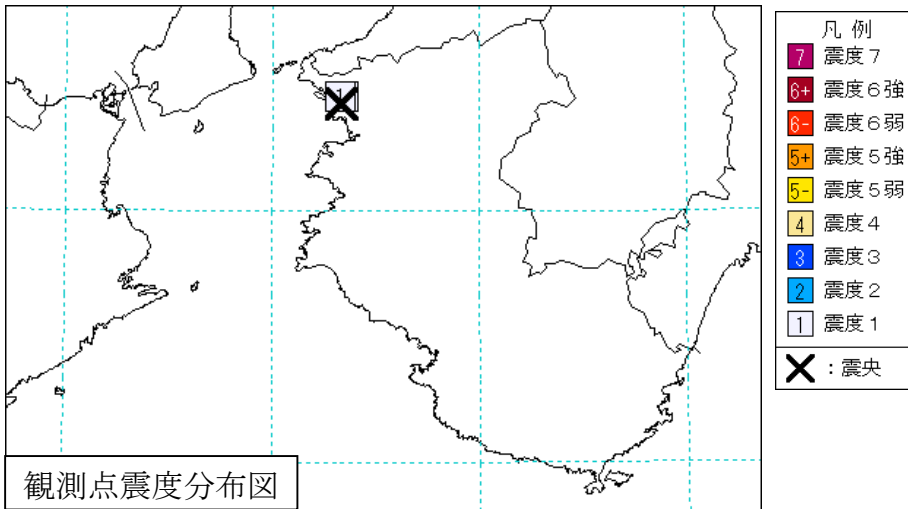 1
凡 例
7 震度７
6+ 震度６強
6- 震度６弱
5+ 震度５強
5- 震度５弱
4 震度４
3 震度３
2 震度２
1 震度１
：震央
観測点震度分布図